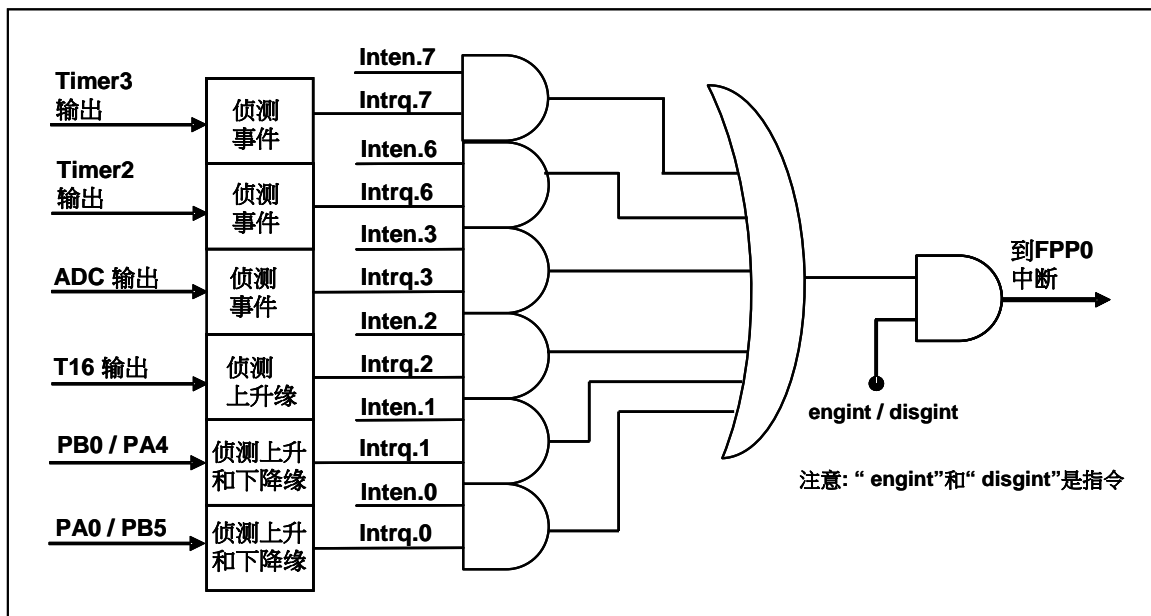 Timer3
输出
侦测
事件
Inten.7
Intrq.7
Timer2
输出
侦测
事件
Inten.6
Intrq.6
ADC 输出
侦测
事件
Inten.3
Intrq.3
T16 输出
侦测
上升缘
Inten.2
Intrq.2
PB0 / PA4
侦测上升
和下降缘
Inten.1
Intrq.1
PA0 / PB5
侦测上升
和下降缘
Inten.0
Intrq.0
到FPP0
中断
engint / disgint
注意: “ engint”和“ disgint”是指令